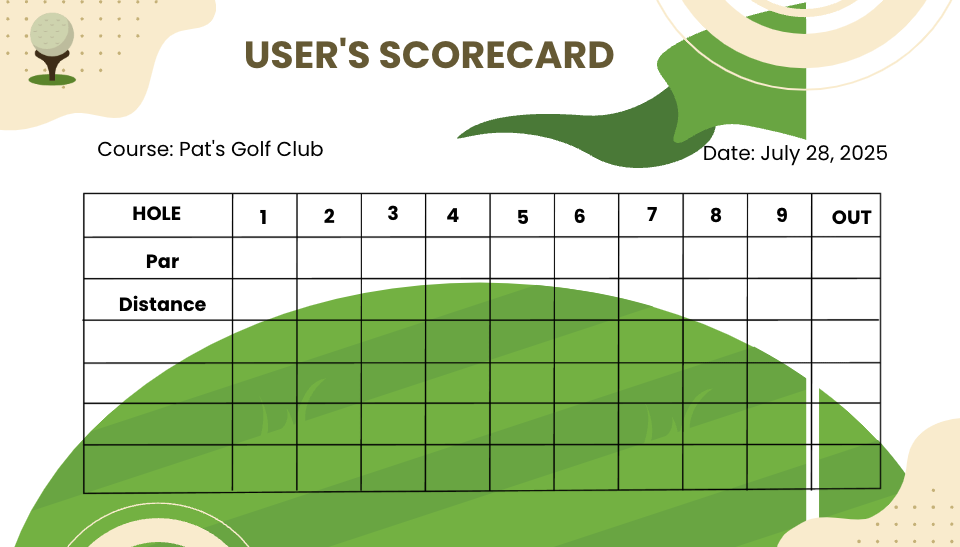 USER'S SCORECARD
Course: Pat's Golf Club
Date: July 28, 2025
HOLE 1 2 3 4 5 6 7 8 9 OUT
Par
Distance